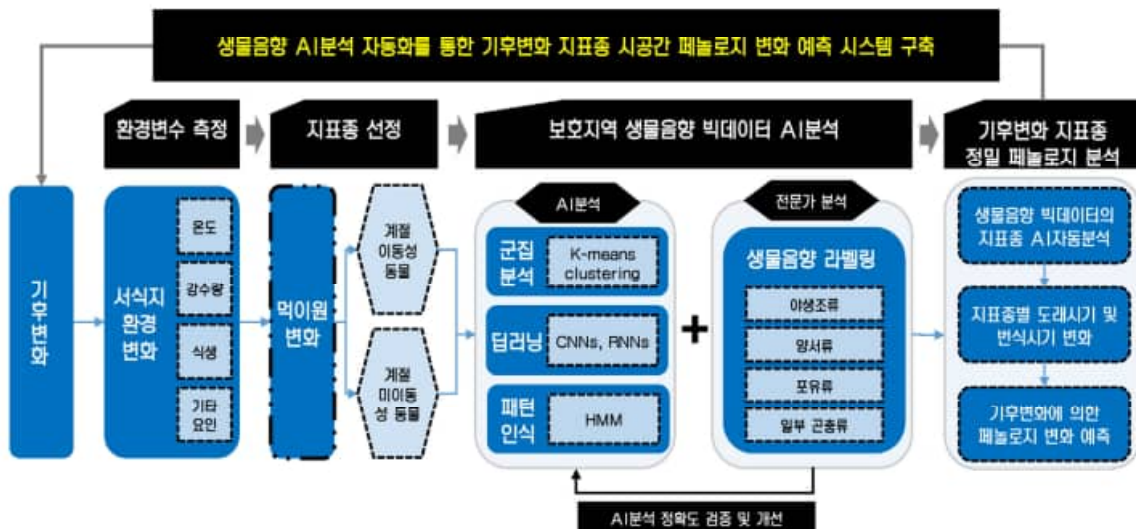 생물음향 AI분석 자동화를 통한 기후변화 지표종 시공간 페놀로지 변화 예측 시스템 구축
환경변수 측정
지표종 선정
보호지역 생물음향 빅데이터 AI분석
기후변화 지표종
정밀 페놀로지 분석
기후변화
서식지
환경
변화
온도
강수량
식생
기타
요인
먹이원
변화
계절
이동성
동물
계절
미이동
성 동물
AI분석
군집
분석
K-means
clustering
딥러닝
CNNs, RNNs
패턴
인식
HMM
+
전문가 분석
생물음향 라벨링
야생조류
양서류
포유류
일부 곤충류
생물음향 빅데이터의
지표종 AI자동분석
지표종별 도래시기 및
번식시기 변화
기후변화에 의한
페놀로지 변화 예측
AI분석 정확도 검증 및 개선